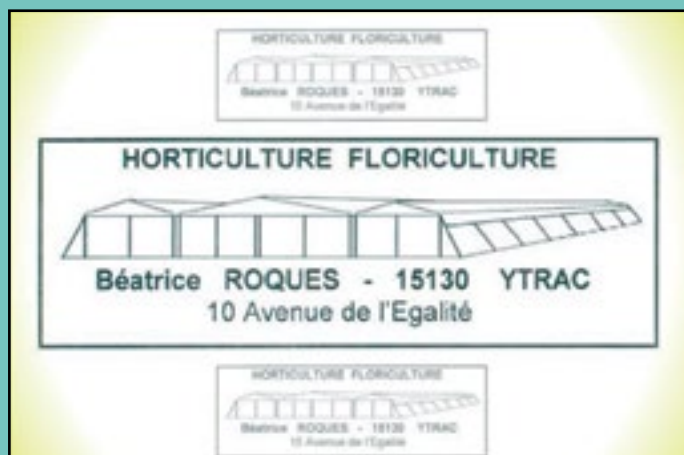 HORTICULTURE FLORICULTURE
Béatrice ROQUES - 15130 YTRAC
10 Avenue de l'Egalité
HORTICULTURE FLORICULTURE
Béatrice ROQUES - 15130 YTRAC
10 Avenue de l'Egalité
HORTICULTURE FLORICULTURE
Béatrice ROQUES - 15130 YTRAC
10 Avenue de l'Egalité